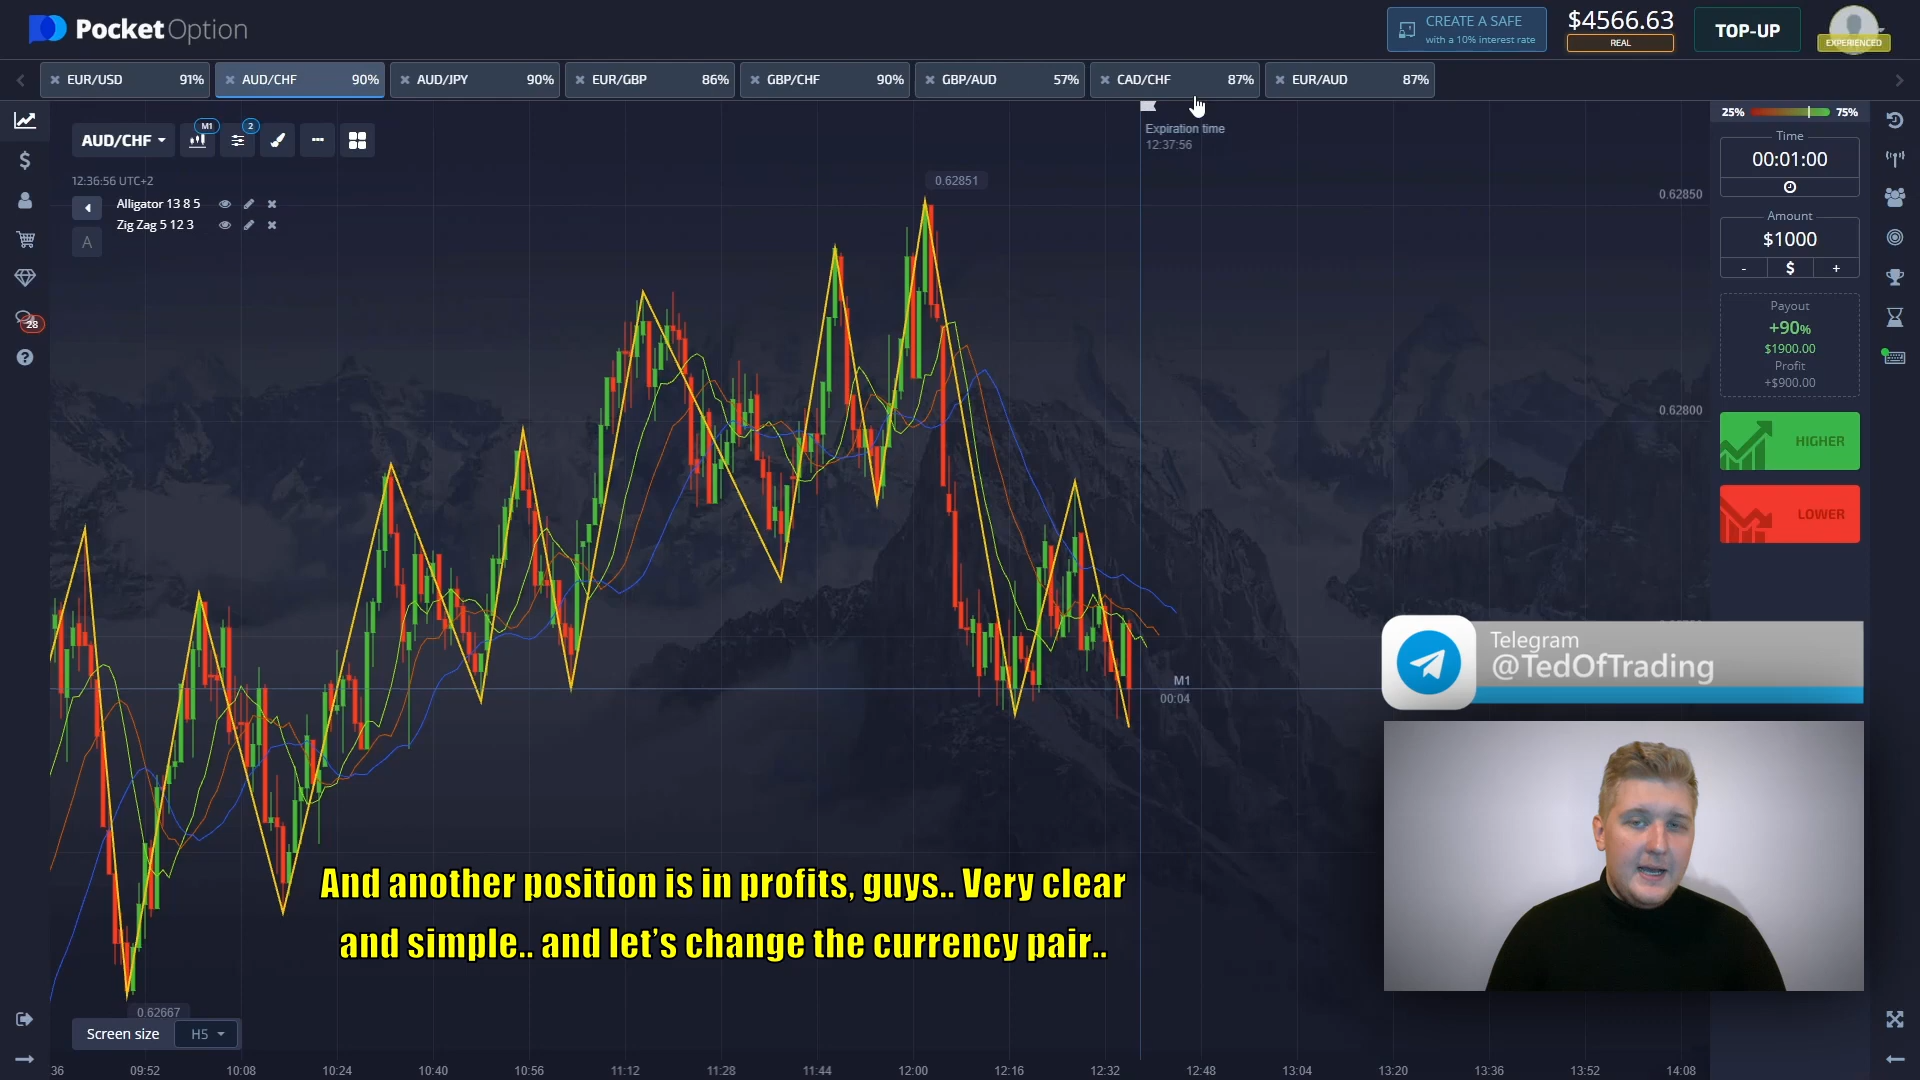 PocketOption
CREATE A SAFE
with a 10% interest rate
$4566.63
REAL
TOP-UP
EXPERIENCED
EUR/USD 91%
AUD/CHF 90%
AUD/JPY 90%
EUR/GBP 86%
GBP/CHF 90%
GBP/AUD 57%
CAD/CHF 87%
EUR/AUD 87%
AUD/CHF
M1
2
12:36:56 UTC+2
Alligator 13 8 5
Zig Zag 5 12 3
A
28
Expiration time
12:37:56
0.62851
0.62850
0.62800
M1
00:04
25% 75%
Time
00:01:00
Amount
$1000
- $ +
Payout
+90%
$1900.00
Profit
+$900.00
HIGHER
LOWER
Telegram
@TedOfTrading
And another position is in profits, guys.. Very clear
and simple.. and let's change the currency pair..
0.62667
Screen size H5
36 09:52 10:08 10:24 10:40 10:56 11:12 11:28 11:44 12:00 12:16 12:32 12:48 13:04 13:20 13:36 13:52 14:08